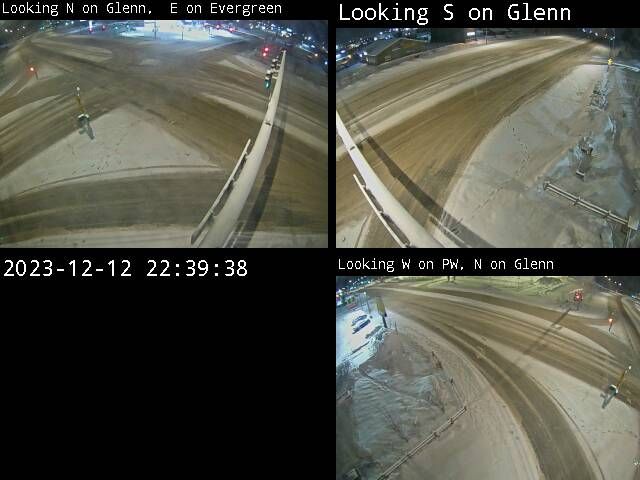 Looking N on Glenn, E on Evergreen
Looking S on Glenn
2023-12-12 22:39:38
Looking W on PW, N on Glenn